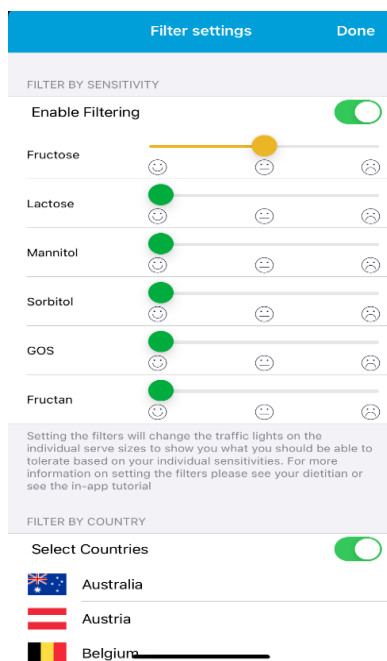 Filter settings Done
FILTER BY SENSITIVITY
Enable Filtering
Fructose
Lactose
Mannitol
Sorbitol
GOS
Fructan
Setting the filters will change the traffic lights on the
individual serve sizes to show you what you should be able to
tolerate based on your individual sensitivities. For more
information on setting the filters please see your dietitian or
see the in-app tutorial
FILTER BY COUNTRY
Select Countries
Australia
Austria
Belgium